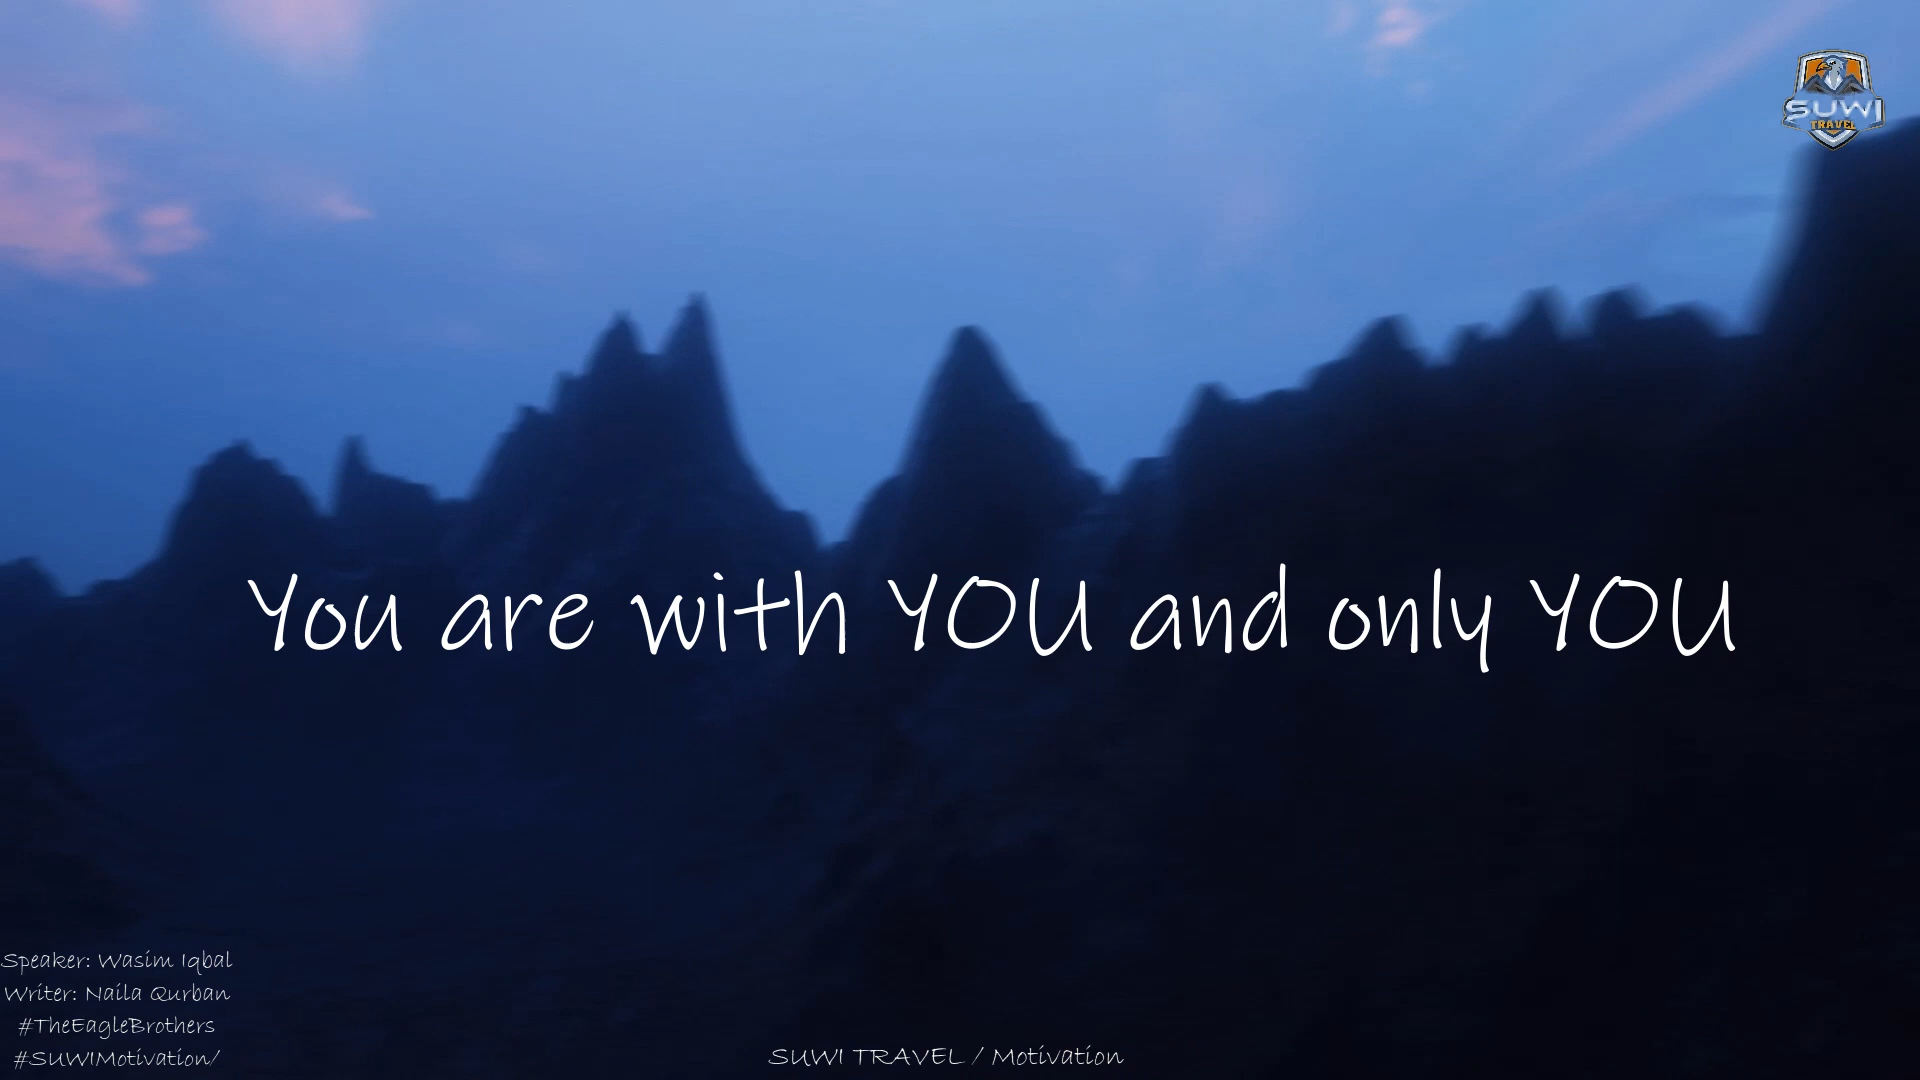 SUWI
TRAVEL
You are with YOU and only YOU
Speaker: Wasim Iqbal
Writer: Naila Qurban
#TheEagleBrothers
#SUWIMotivation/
SUWI TRAVEL / Motivation